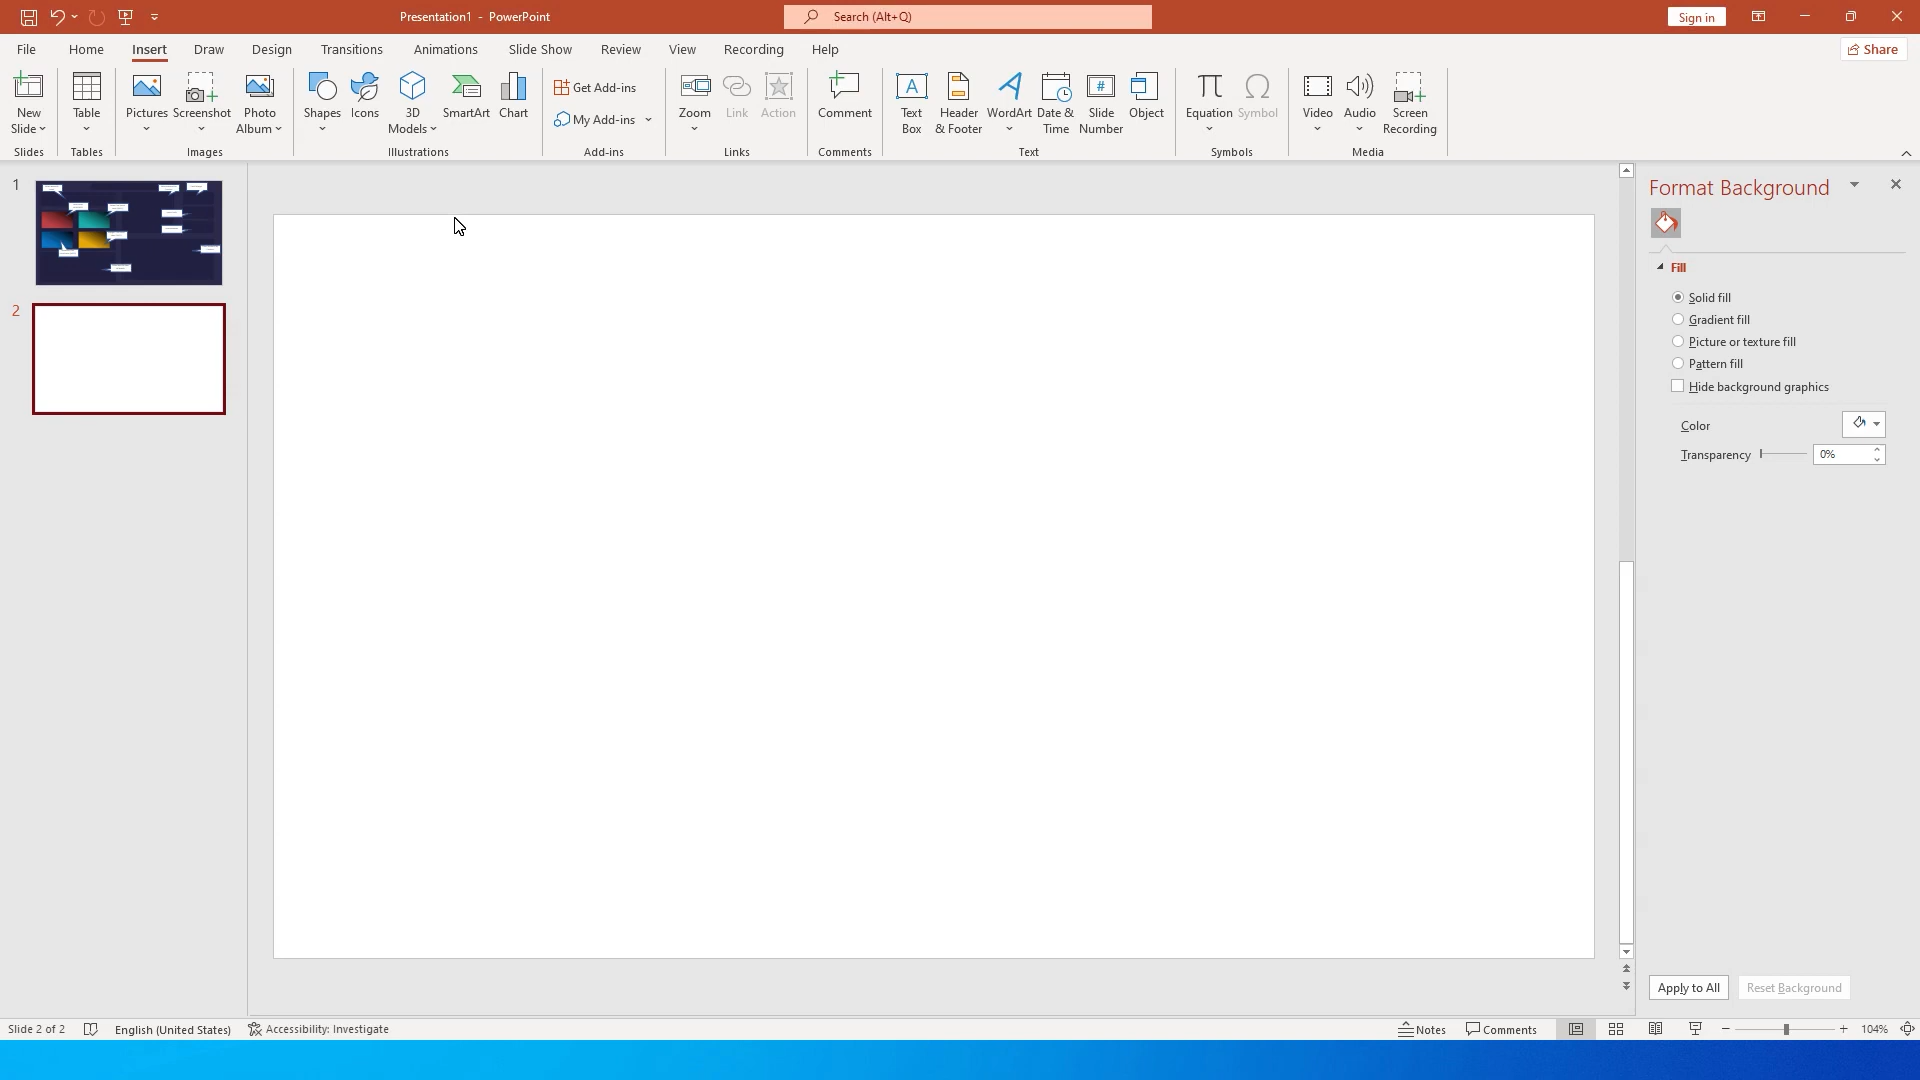 Presentation1 - PowerPoint
Search (Alt+Q)
Sign in
File Home Insert Draw Design Transitions Animations Slide Show Review View Recording Help
Share
New Slide
Table
Pictures
Screenshot
Photo Album
Shapes
Icons
3D Models
SmartArt
Chart
Get Add-ins
My Add-ins
Zoom
Link
Action
Comment
A
Text Box
Header & Footer
WordArt
Date & Time
#
Slide Number
Object
π
Equation
Ω
Symbol
Video
Audio
Screen Recording
Slides Tables Images Illustrations Add-ins Links Comments Text Symbols Media
1
2
Format Background
Fill
Solid fill
Gradient fill
Picture or texture fill
Pattern fill
Hide background graphics
Color
Transparency 0%
Apply to All Reset Background
Slide 2 of 2 English (United States) Accessibility: Investigate Notes Comments 104%